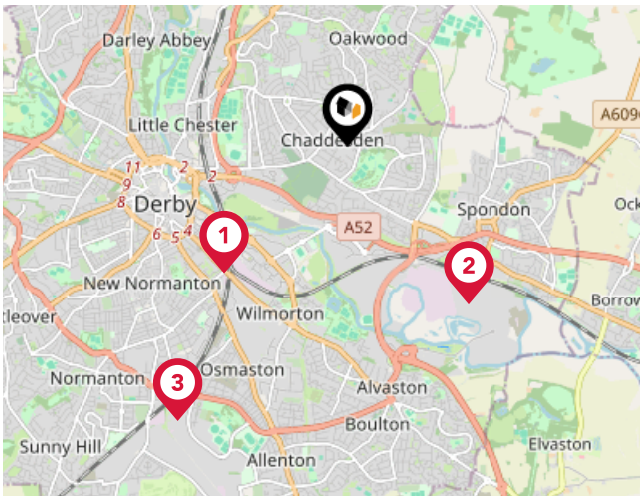 Darley Abbey
Oakwood
A609
Little Chester
Chaddesden
11
2
9
2
8
Derby
Spondon
Ock
A52
6
5
4
1
2
New Normanton
Borrow
tleover
Wilmorton
Normanton
3
Osmaston
Alvaston
Boulton
Sunny Hill
Allenton
Elvaston